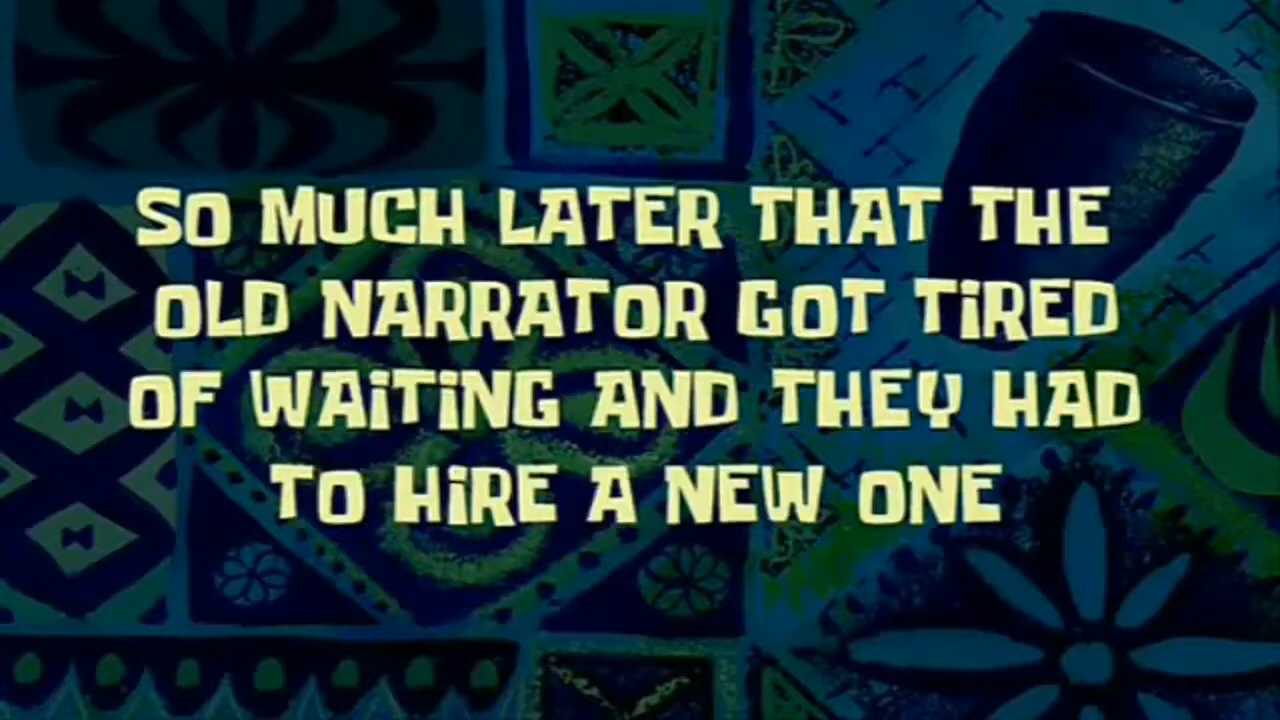 SO MUCH LATER THAT THE
OLD NARRATOR GOT TiRED
OF WAiTiNG AND THEY HAD
TO HiRE A NEW ONE